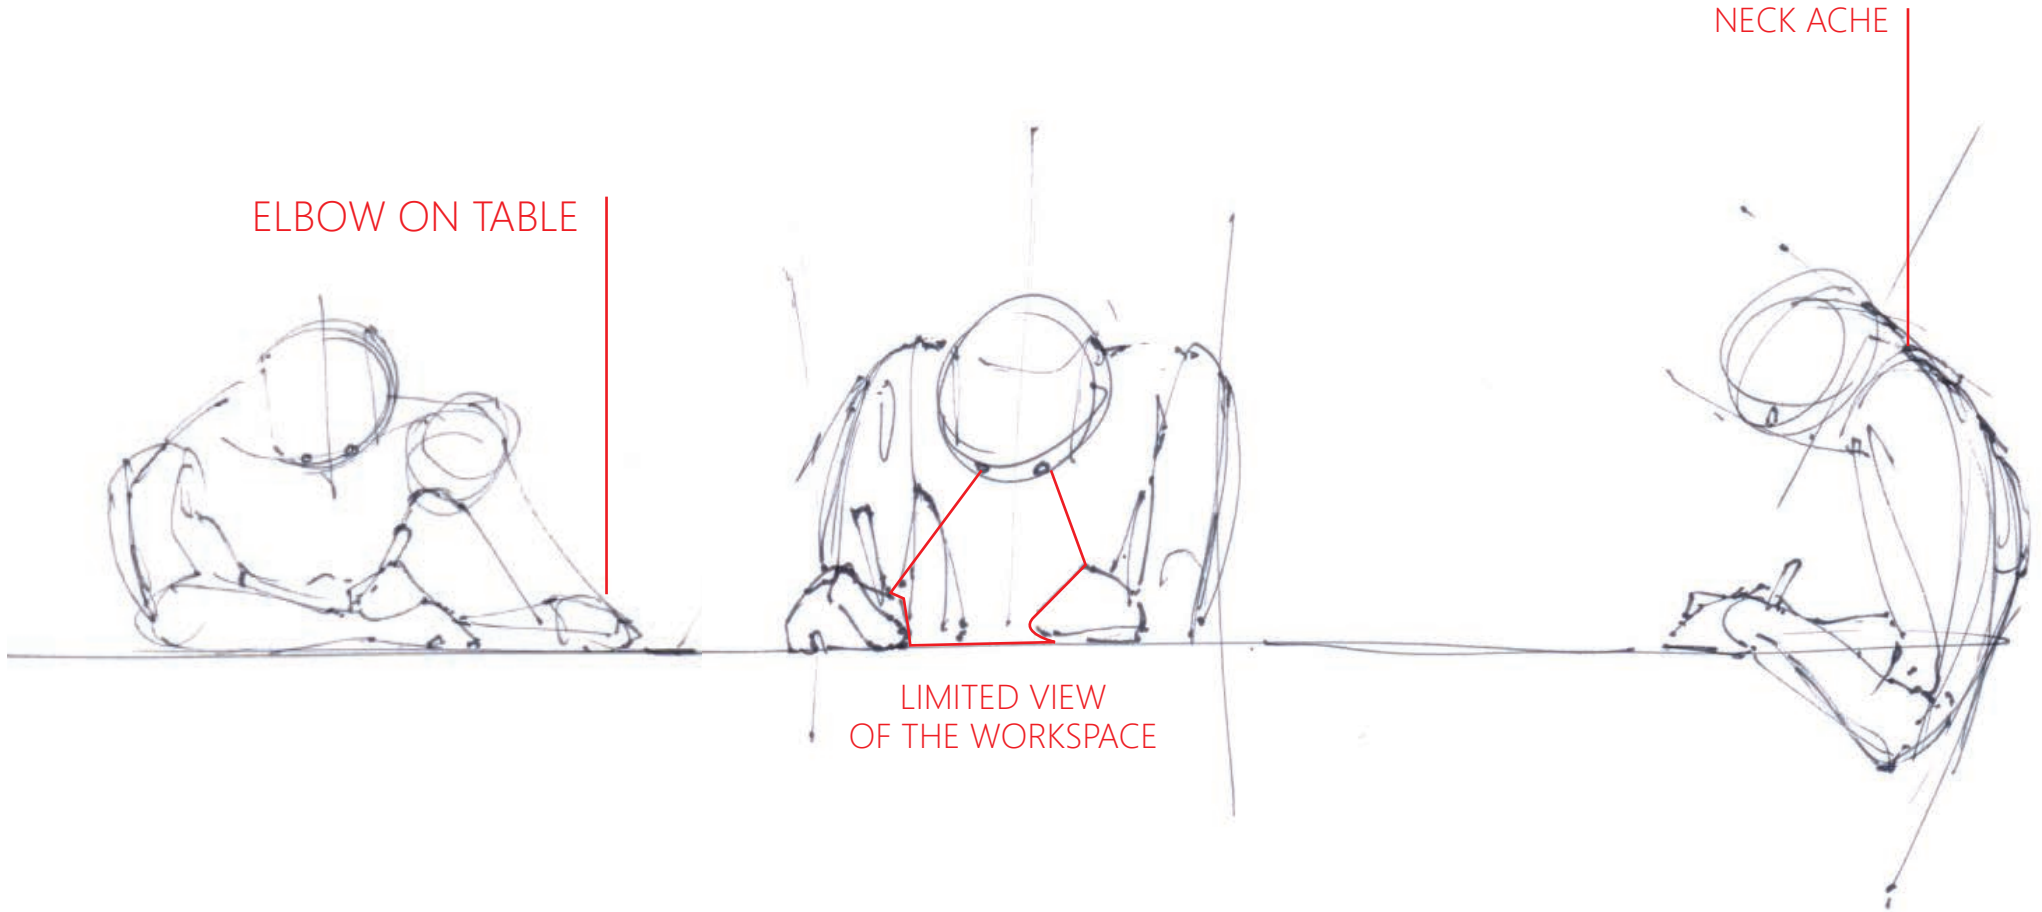 NECK ACHE
ELBOW ON TABLE
LIMITED VIEW
OF THE WORKSPACE